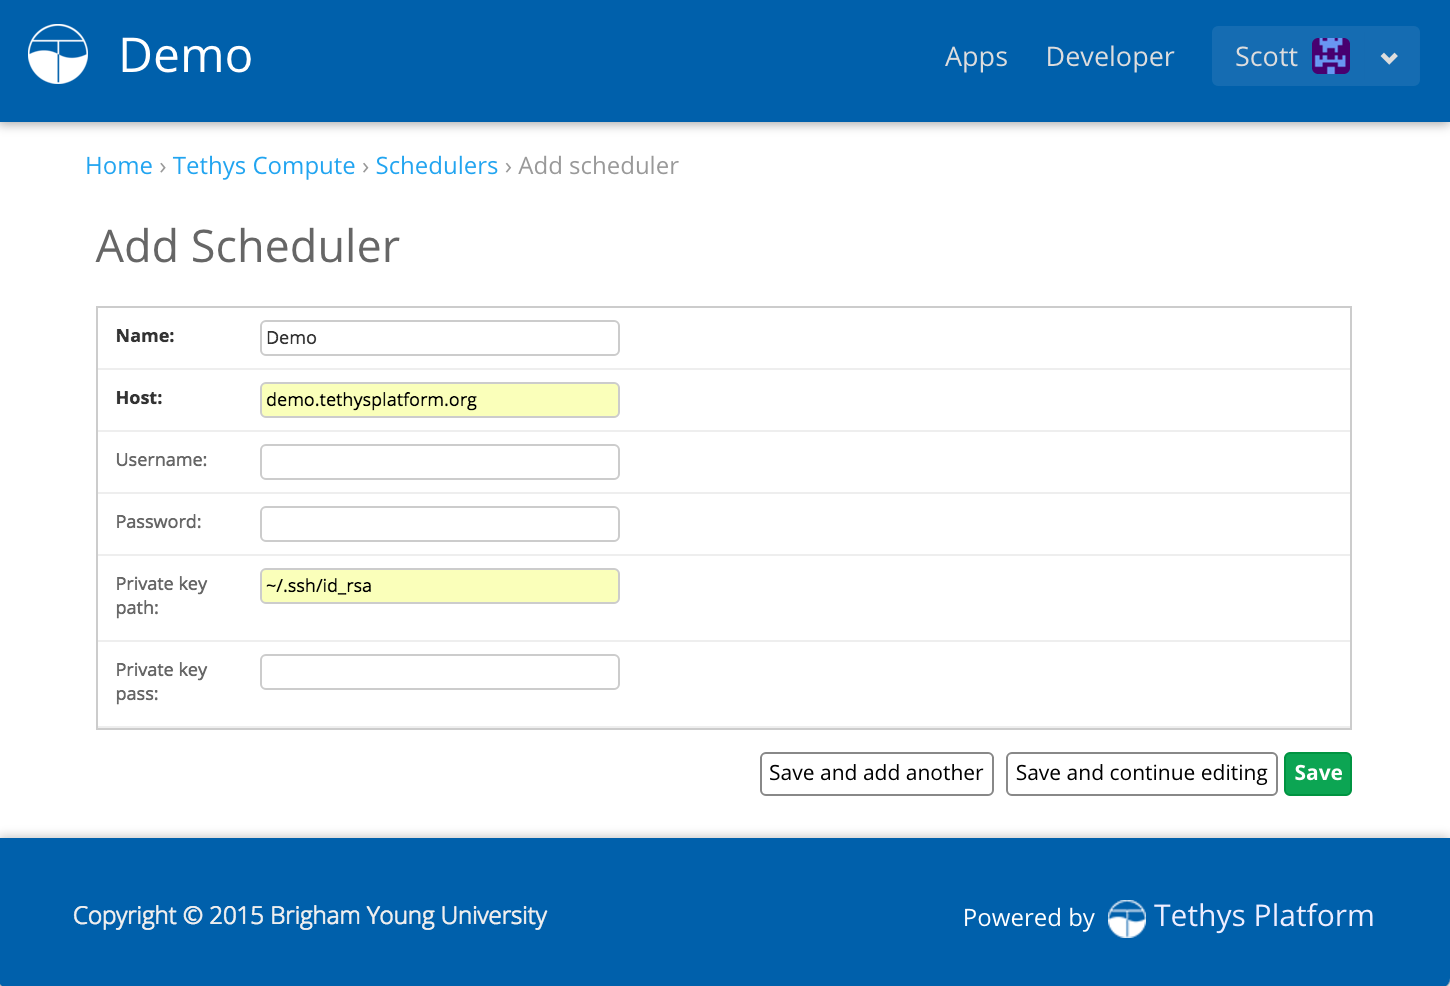 Demo
Apps Developer Scott
Home › Tethys Compute › Schedulers › Add scheduler
Add Scheduler
Name: Demo
Host: demo.tethysplatform.org
Username:
Password:
Private key
path:
~/.ssh/id_rsa
Private key
pass:
Save and add another Save and continue editing Save
Copyright © 2015 Brigham Young University
Powered by Tethys Platform